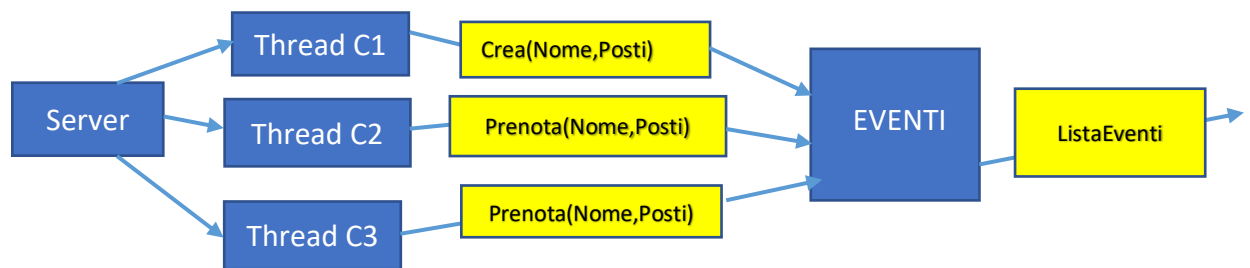 Server
Thread C1
Crea(Nome,Posti)
Thread C2
Prenota(Nome,Posti)
Thread C3
Prenota(Nome,Posti)
EVENTI
ListaEventi